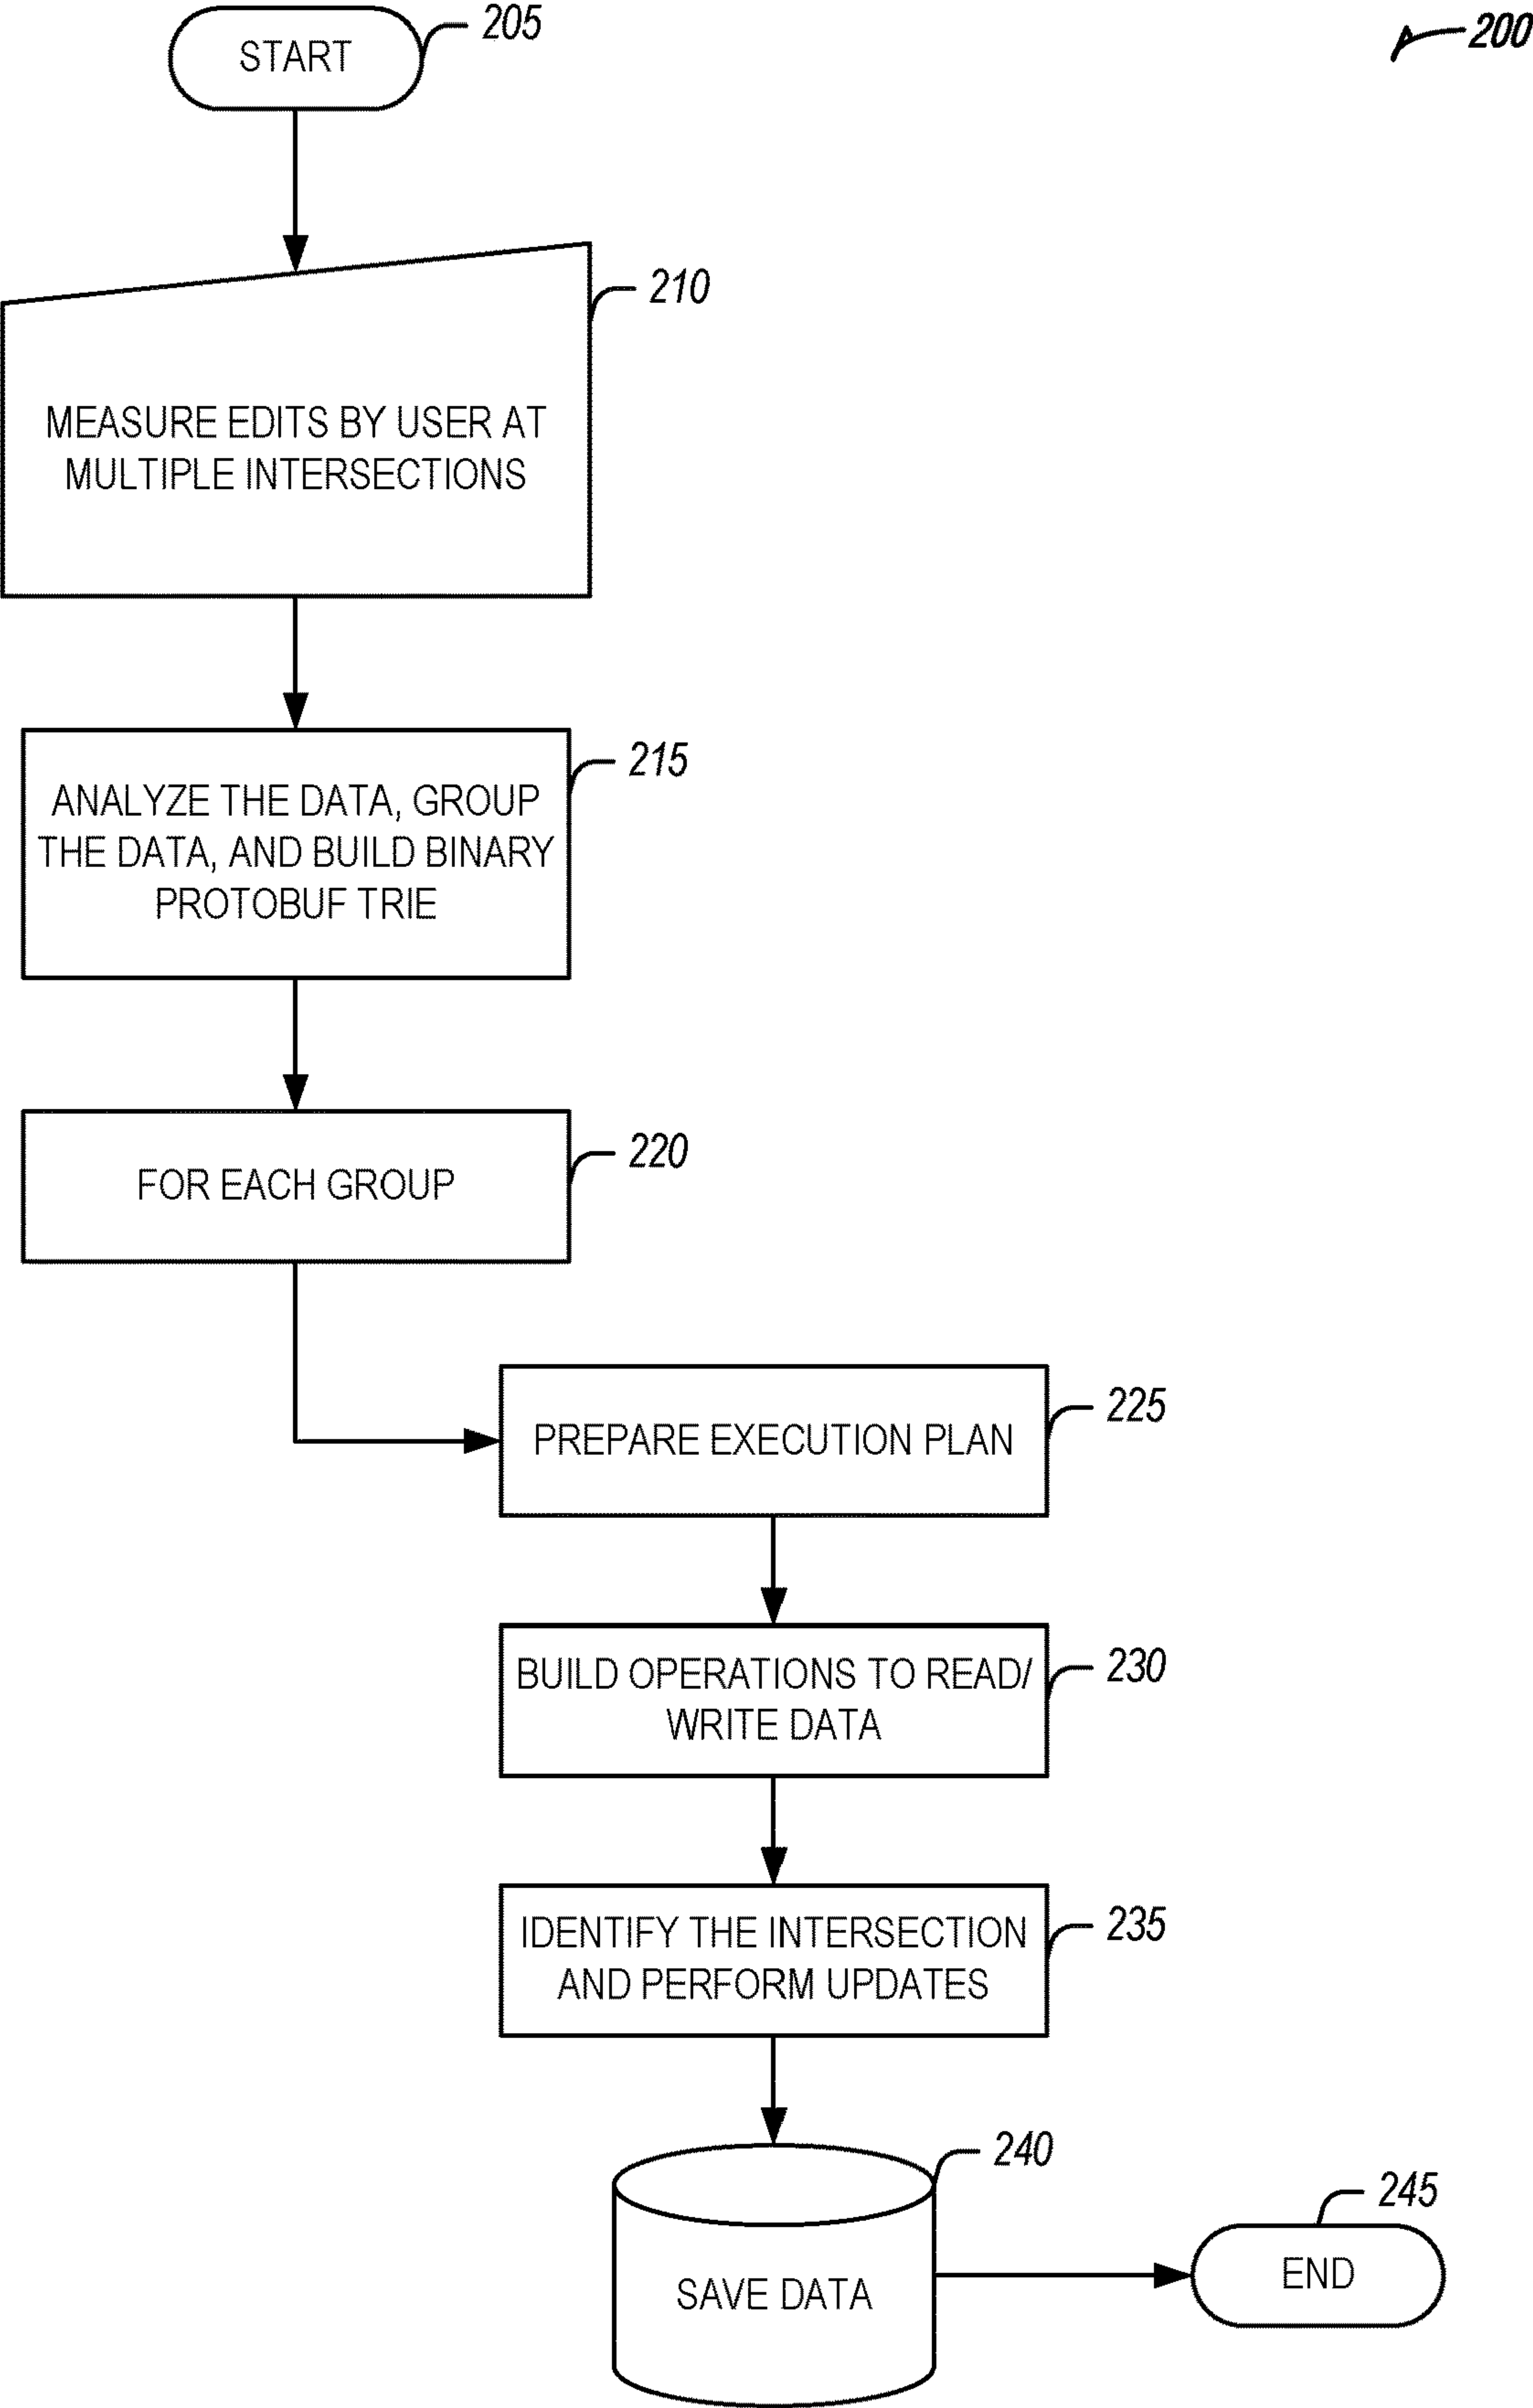 205
200
START
210
MEASURE EDITS BY USER AT
MULTIPLE INTERSECTIONS
215
ANALYZE THE DATA, GROUP
THE DATA, AND BUILD BINARY
PROTOBUF TRIE
220
FOR EACH GROUP
225
PREPARE EXECUTION PLAN
230
BUILD OPERATIONS TO READ/
WRITE DATA
235
IDENTIFY THE INTERSECTION
AND PERFORM UPDATES
240
SAVE DATA
245
END